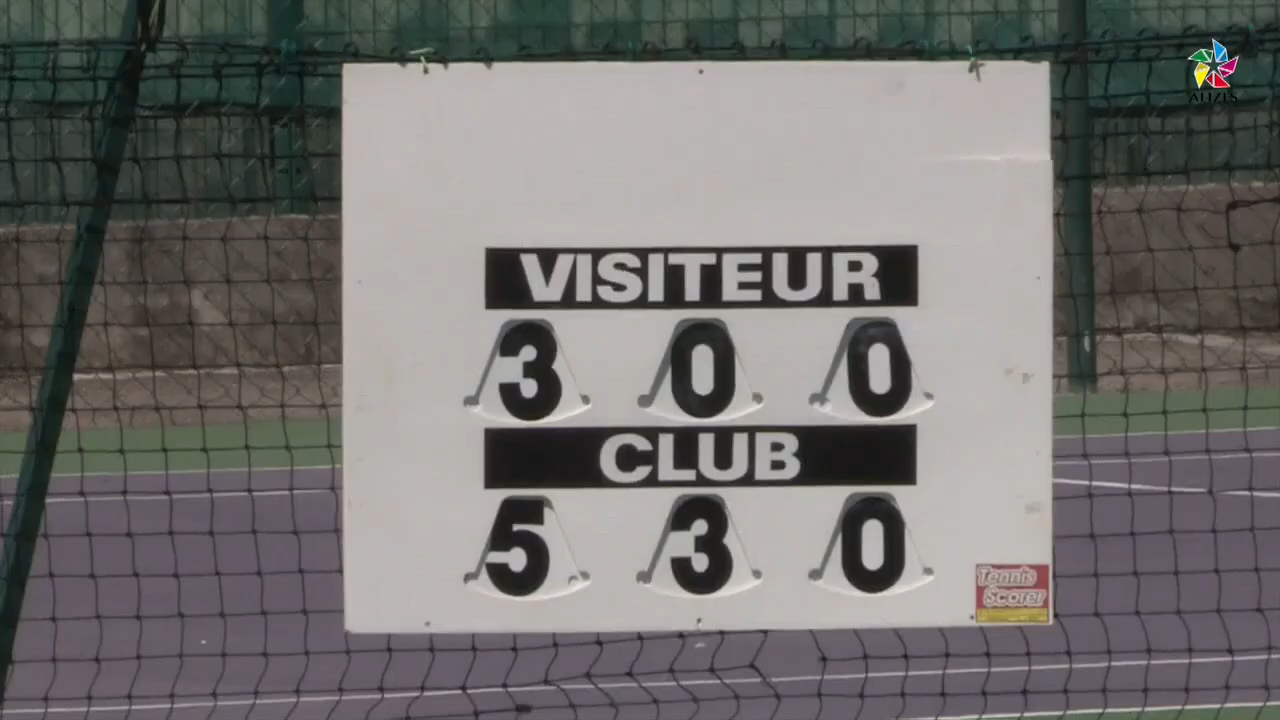 ALIZES
VISITEUR
3 0 0
CLUB
5 3 0
Tennis
Scorer